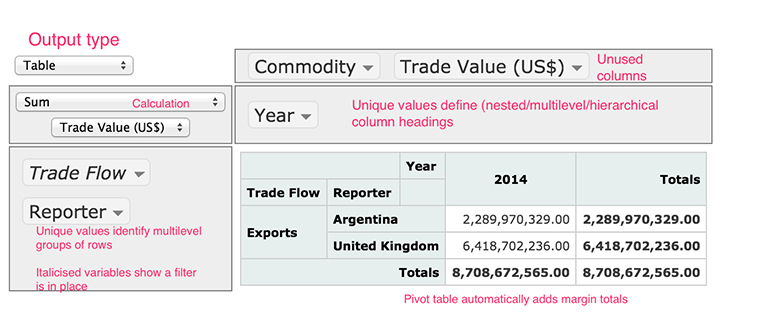 Output type
Table
Commodity Trade Value (US$) Unused columns
Sum Calculation
Trade Value (US$)
Year Unique values define (nested/multilevel/hierarchical
column headings
Trade Flow
Reporter
Unique values identify multilevel
groups of rows
Italicised variables show a filter
is in place
Year 2014 Totals
Trade Flow Reporter
Exports Argentina 2,289,970,329.00 2,289,970,329.00
United Kingdom 6,418,702,236.00 6,418,702,236.00
Totals 8,708,672,565.00 8,708,672,565.00
Pivot table automatically adds margin totals